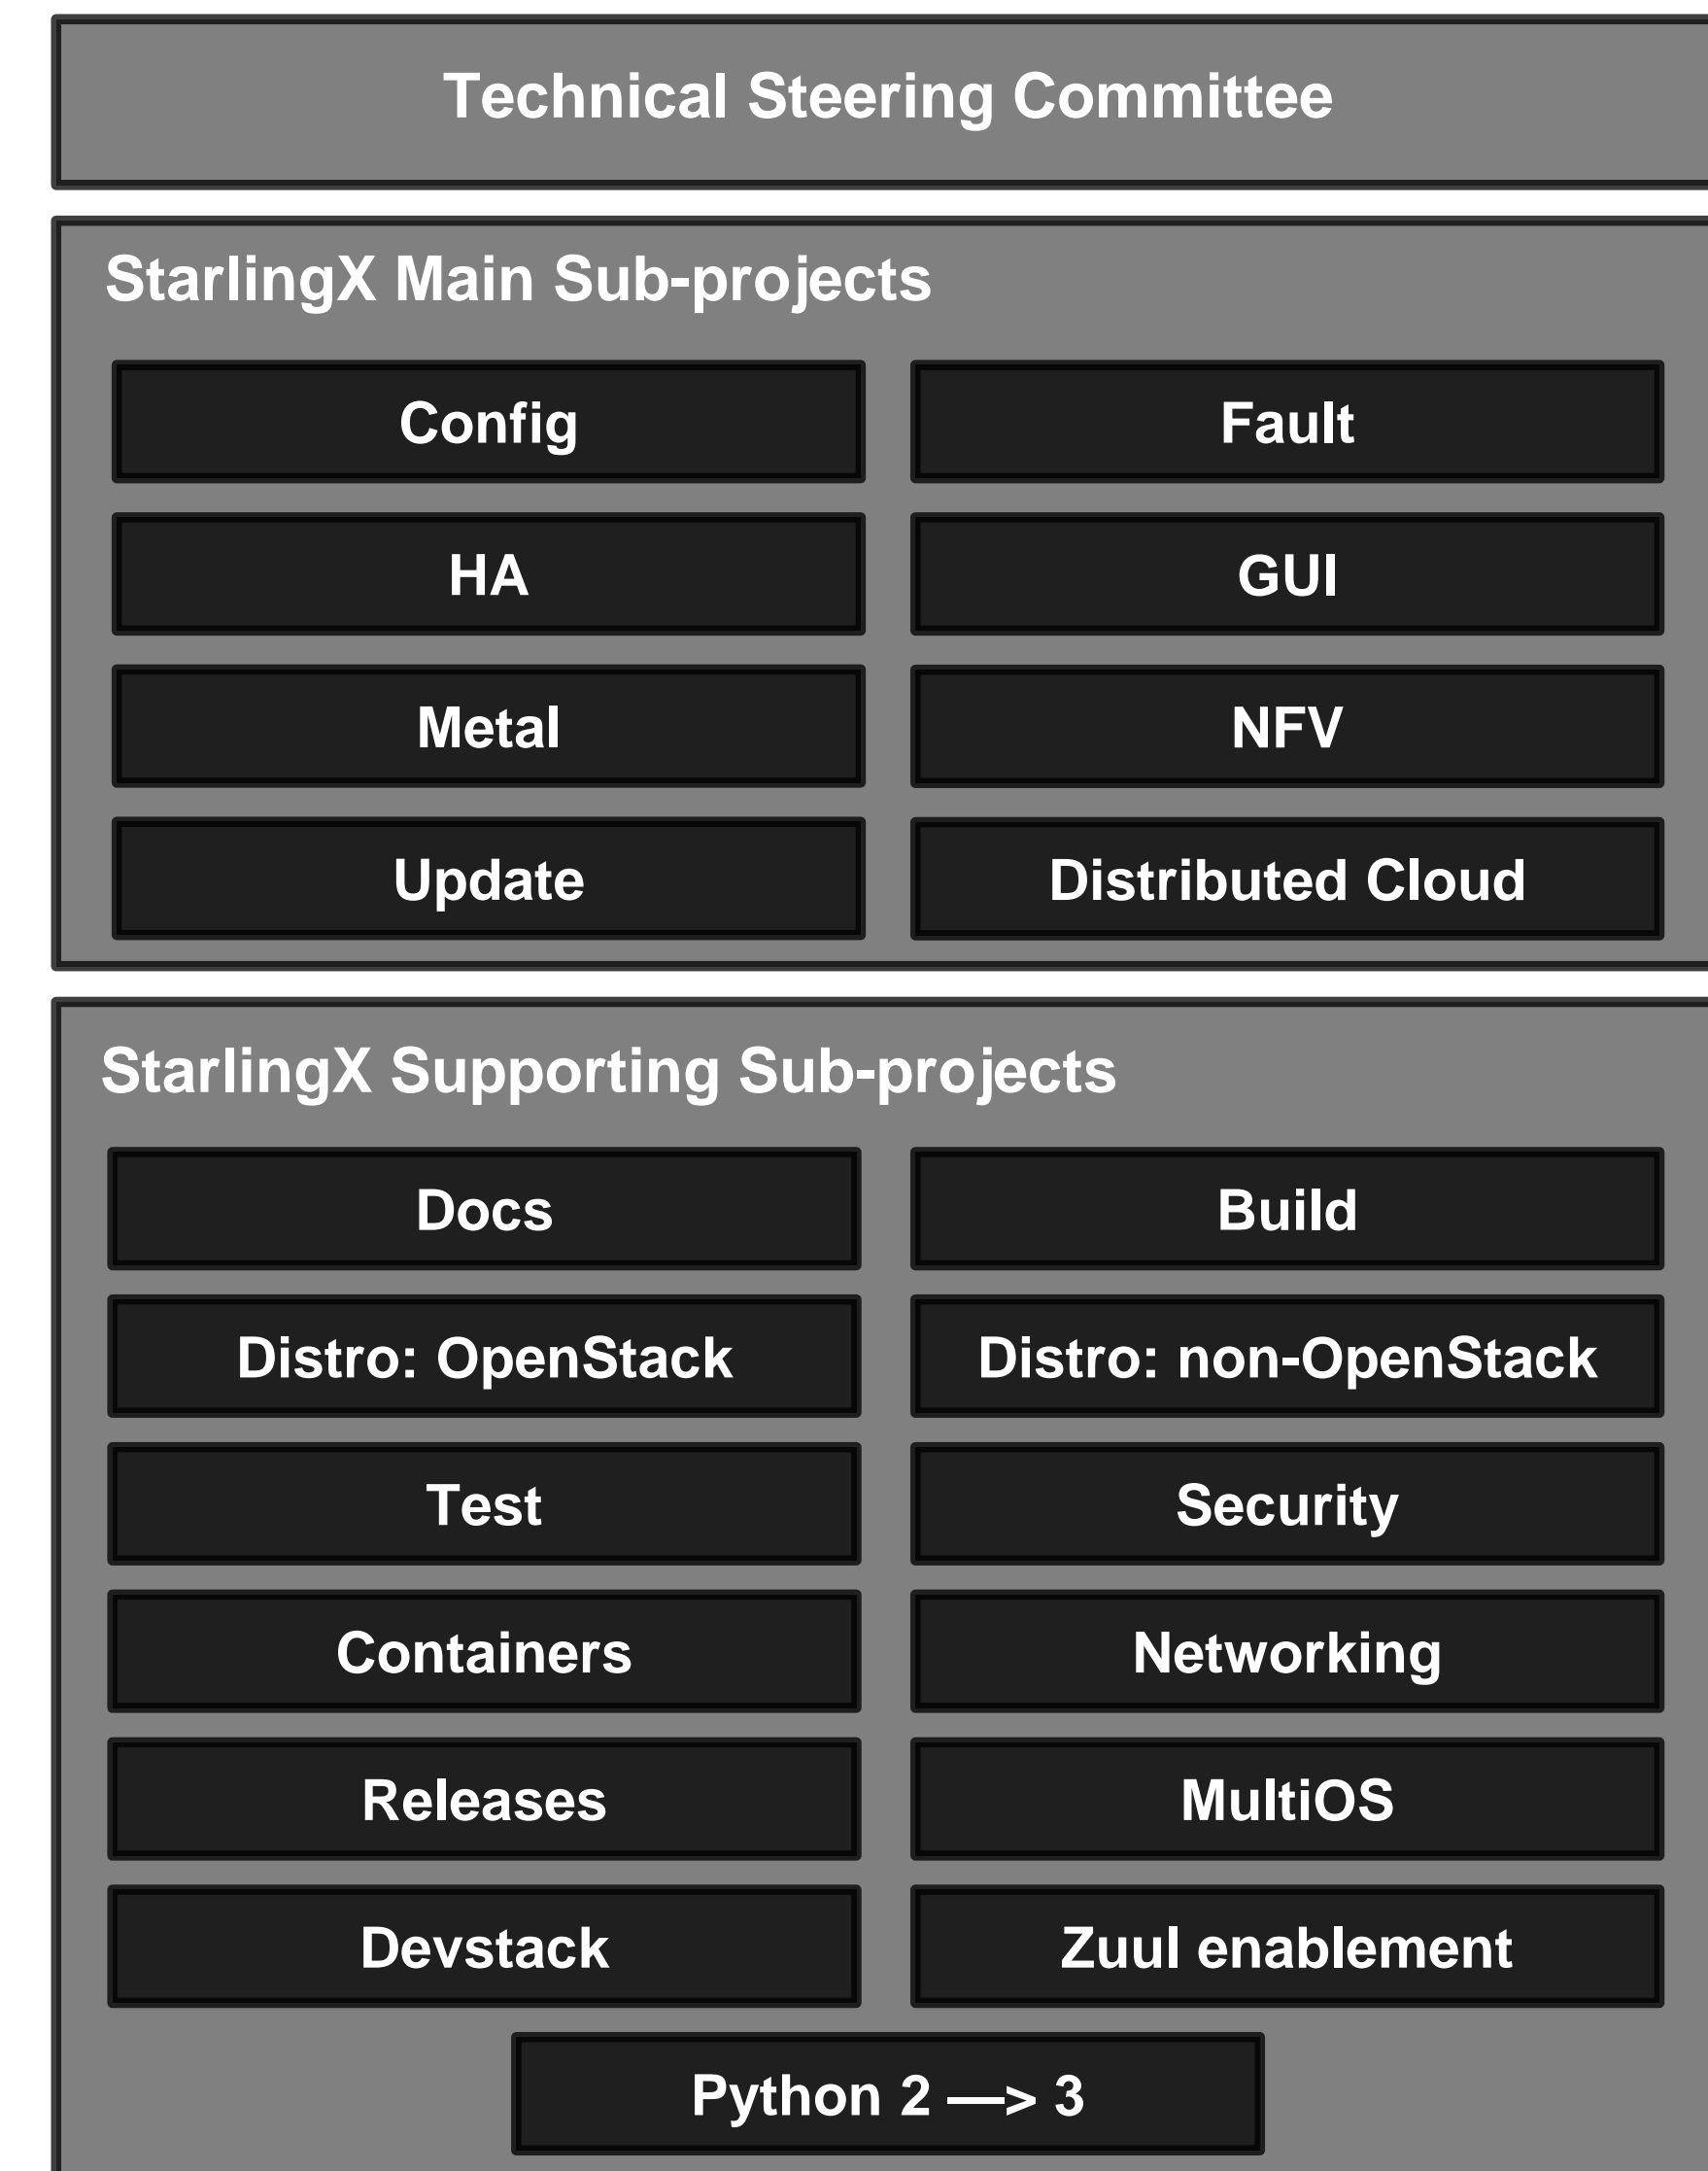 Technical Steering Committee
StarlingX Main Sub-projects
Config
Fault
HA
GUI
Metal
NFV
Update
Distributed Cloud
StarlingX Supporting Sub-projects
Docs
Build
Distro: OpenStack
Distro: non-OpenStack
Test
Security
Containers
Networking
Releases
MultiOS
Devstack
Zuul enablement
Python 2 —> 3